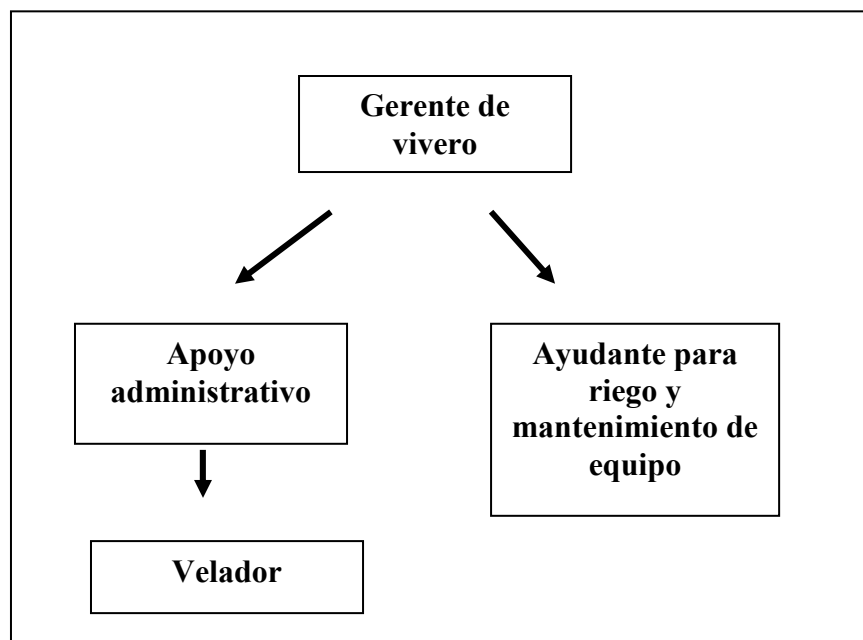 Gerente de
vivero
Apoyo
administrativo
Ayudante para
riego y
mantenimiento de
equipo
Velador